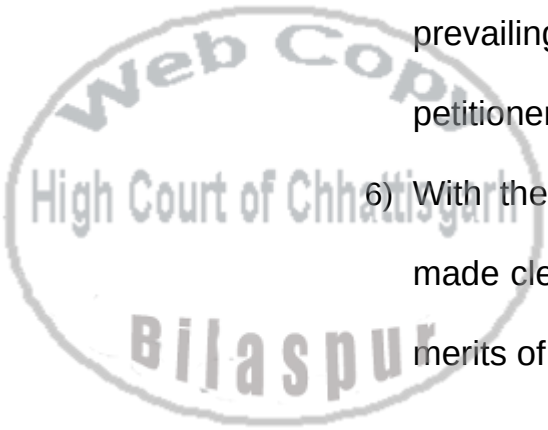 prevailing
petitioner
6) With the
made cle
merits of
Web Copy
High Court of Chhattisgarh
Bilaspur